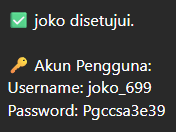 ✅ joko disetujui.
🔑 Akun Pengguna:
Username: joko_699
Password: Pgccsa3e39